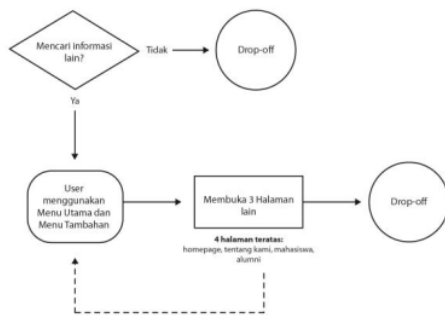 Mencari informasi
lain?
Tidak
Drop-off
Ya
User
menggunakan
Menu Utama dan
Menu Tambahan
Membuka 3 Halaman
lain
Drop-off
4 halaman teratas:
homepage, tentang kami, mahasiswa,
alumni